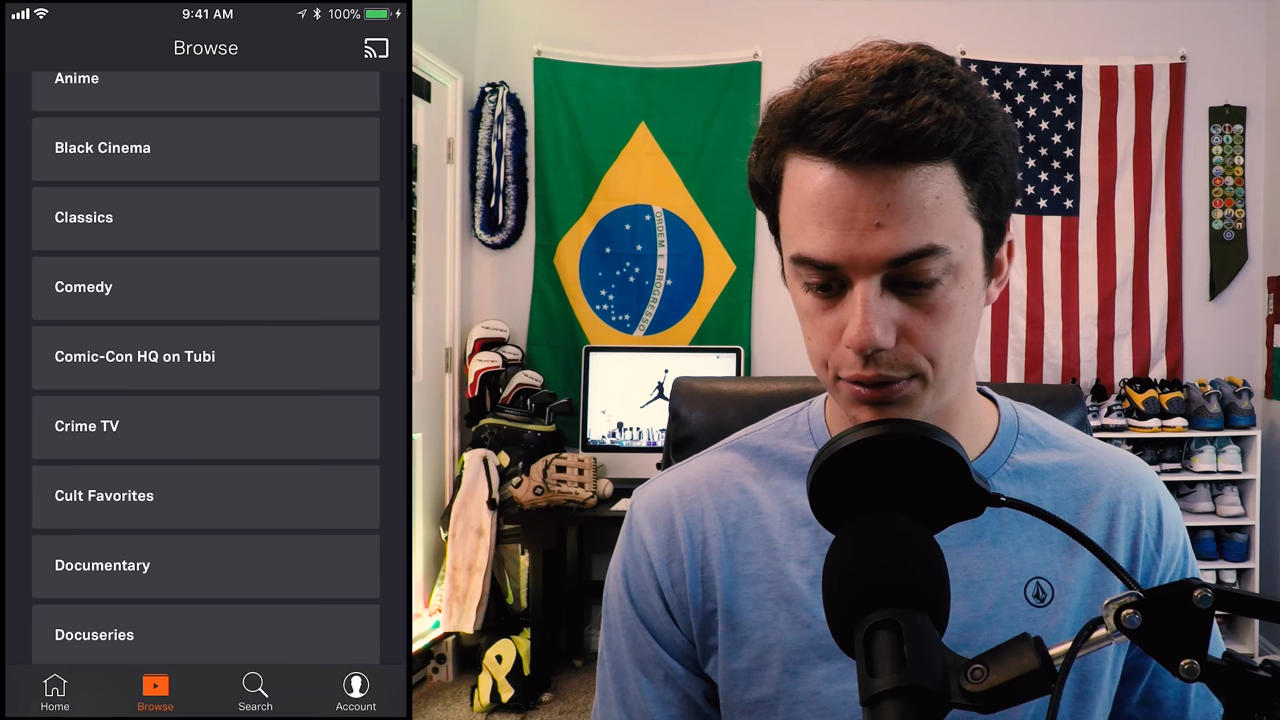 9:41 AM
100%
Browse
Anime
Black Cinema
Classics
Comedy
Comic-Con HQ on Tubi
Crime TV
Cult Favorites
Documentary
Docuseries
Home
Browse
Search
Account
ORDEM E PROGRESSO
R